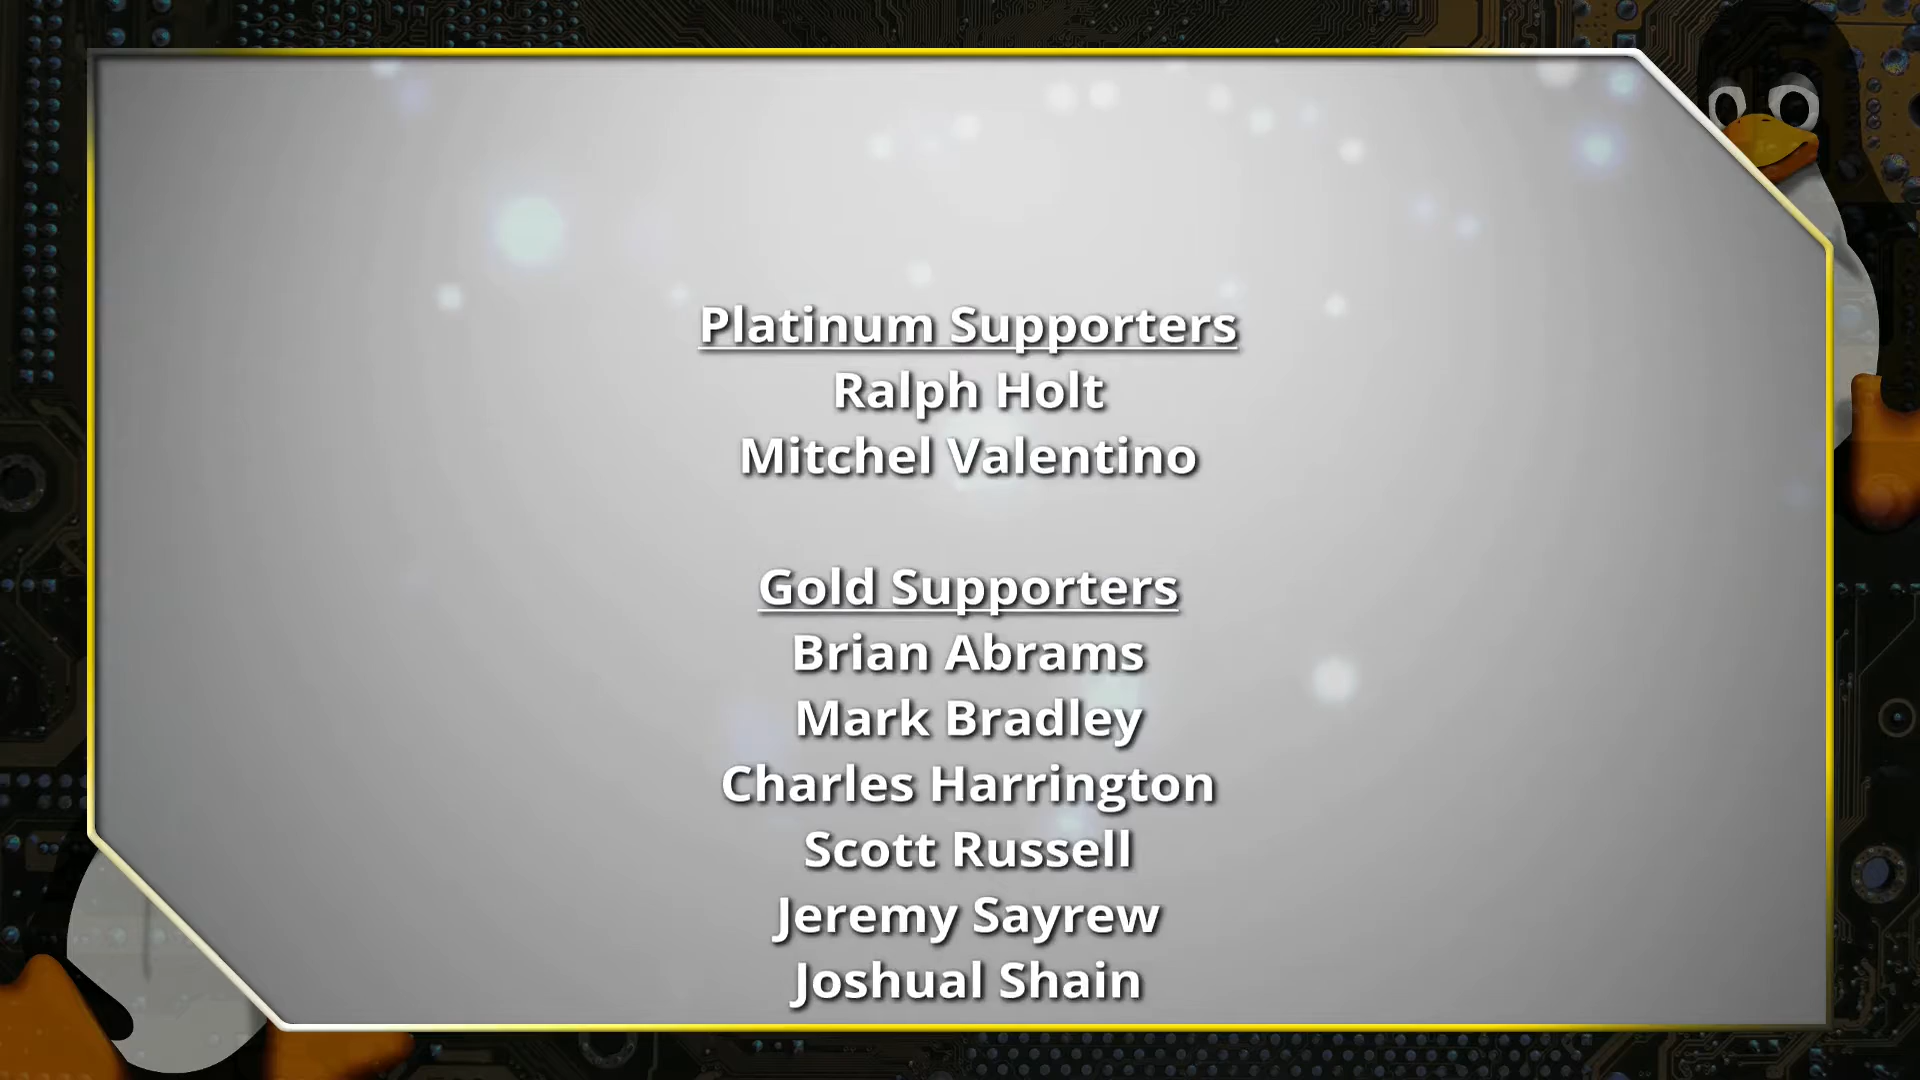 Platinum Supporters
Ralph Holt
Mitchel Valentino
Gold Supporters
Brian Abrams
Mark Bradley
Charles Harrington
Scott Russell
Jeremy Sayrew
Joshual Shain